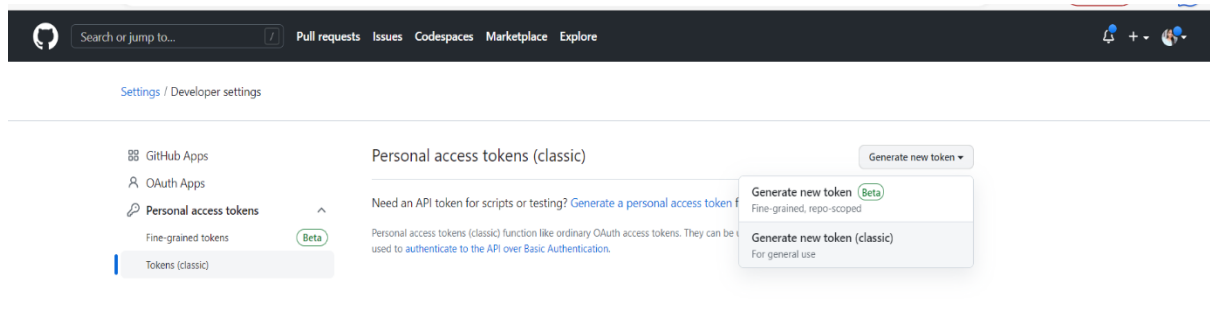 Search or jump to... /
Pull requests Issues Codespaces Marketplace Explore
Settings / Developer settings
GitHub Apps
OAuth Apps
Personal access tokens
Fine-grained tokens Beta
Tokens (classic)
Personal access tokens (classic)
Generate new token
Need an API token for scripts or testing? Generate a personal access token f
Personal access tokens (classic) function like ordinary OAuth access tokens. They can be
used to authenticate to the API over Basic Authentication.
Generate new token Beta
Fine-grained, repo-scoped
Generate new token (classic)
For general use